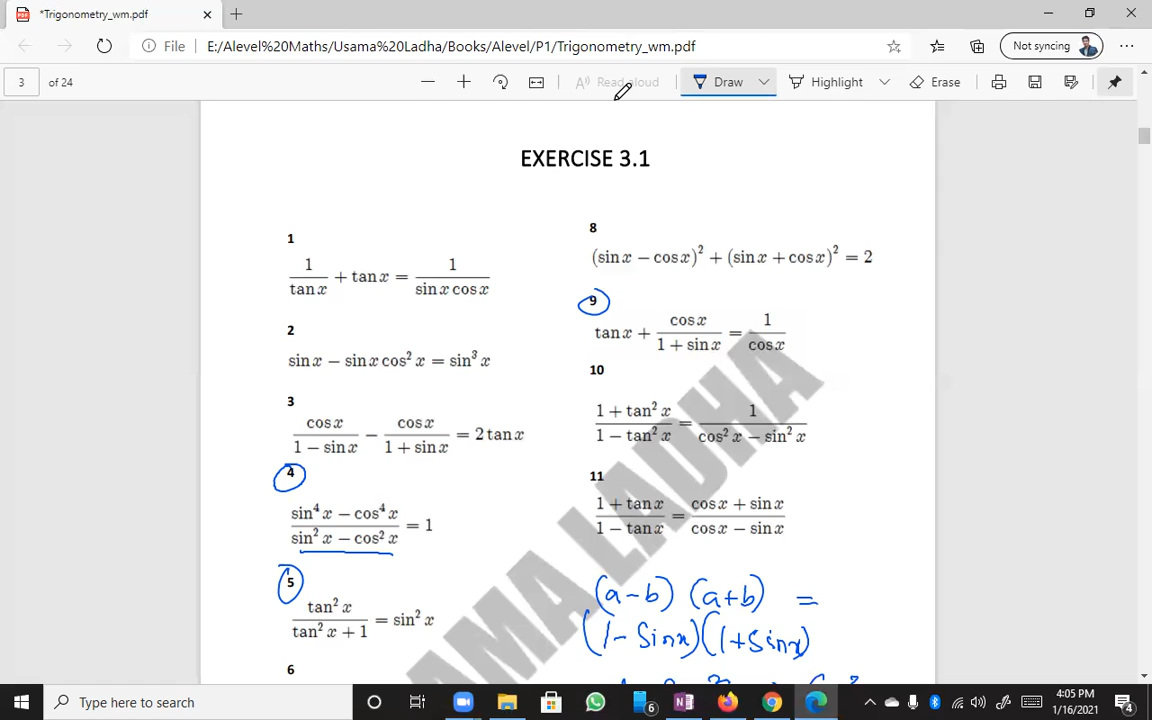 *Trigonometry_wm.pdf
File E:/Alevel%20Maths/Usama%20Ladha/Books/Alevel/P1/Trigonometry_wm.pdf Not syncing
3 of 24 Read aloud Draw Highlight Erase
EXERCISE 3.1
1
1/tan x + tan x = 1/(sin x cos x)
2
sin x − sin x cos² x = sin³ x
3
cos x/(1 − sin x) − cos x/(1 + sin x) = 2 tan x
4
(sin⁴ x − cos⁴ x)/(sin² x − cos² x) = 1
5
tan² x/(tan² x + 1) = sin² x
6
8
(sin x − cos x)² + (sin x + cos x)² = 2
9
tan x + cos x/(1 + sin x) = 1/cos x
10
(1 + tan² x)/(1 − tan² x) = 1/(cos² x − sin² x)
11
(1 + tan x)/(1 − tan x) = (cos x + sin x)/(cos x − sin x)
(a−b) (a+b) =
(1− Sinx)(1+Sinx)
AMA LADHA
Type here to search
6
4:05 PM
1/16/2021
4